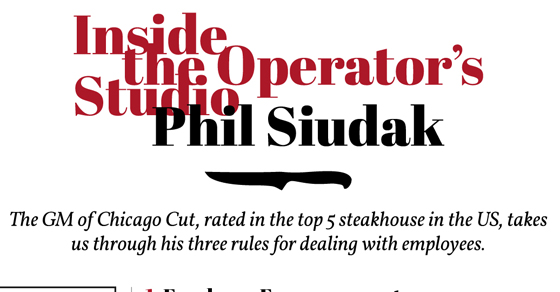 Inside
the Operator's
Studio
Phil Siudak
The GM of Chicago Cut, rated in the top 5 steakhouse in the US, takes
us through his three rules for dealing with employees.